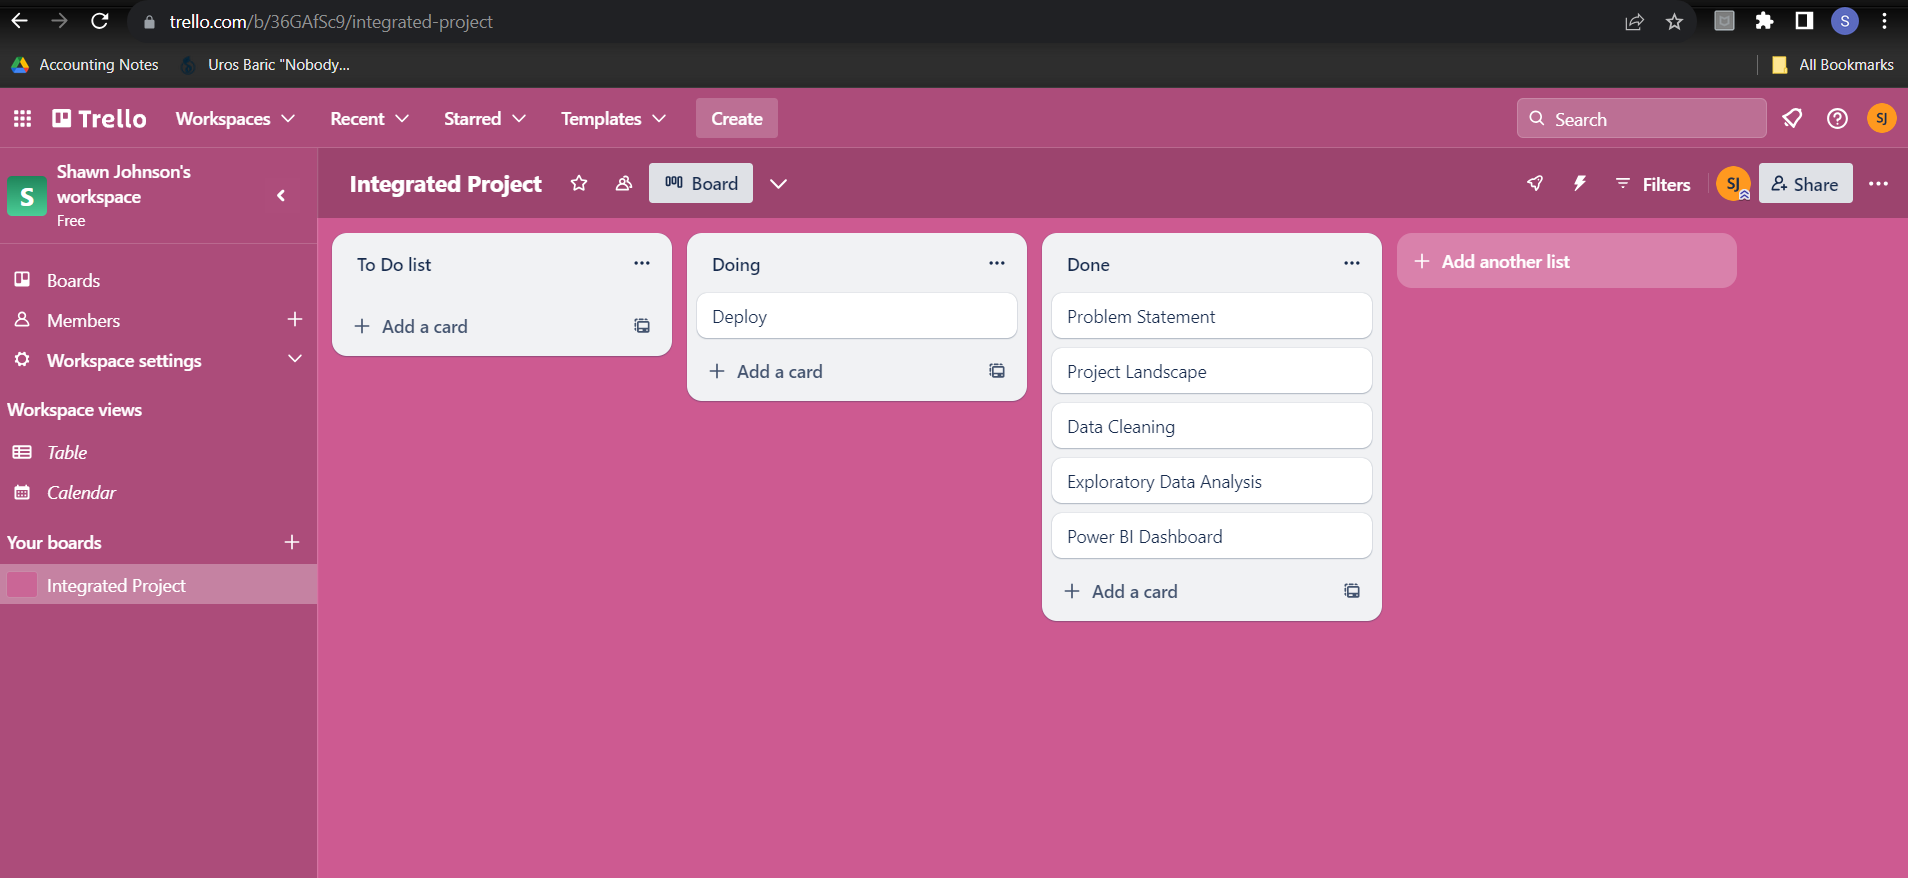 trello.com/b/36GAfSc9/integrated-project
S
Accounting Notes
Uros Baric "Nobody...
All Bookmarks
Trello
Workspaces
Recent
Starred
Templates
Create
Search
SJ
S
Shawn Johnson's
workspace
Free
Integrated Project
Board
Filters
SJ
Share
Boards
Members
Workspace settings
Workspace views
Table
Calendar
Your boards
Integrated Project
To Do list
Add a card
Doing
Deploy
Add a card
Done
Problem Statement
Project Landscape
Data Cleaning
Exploratory Data Analysis
Power BI Dashboard
Add a card
Add another list